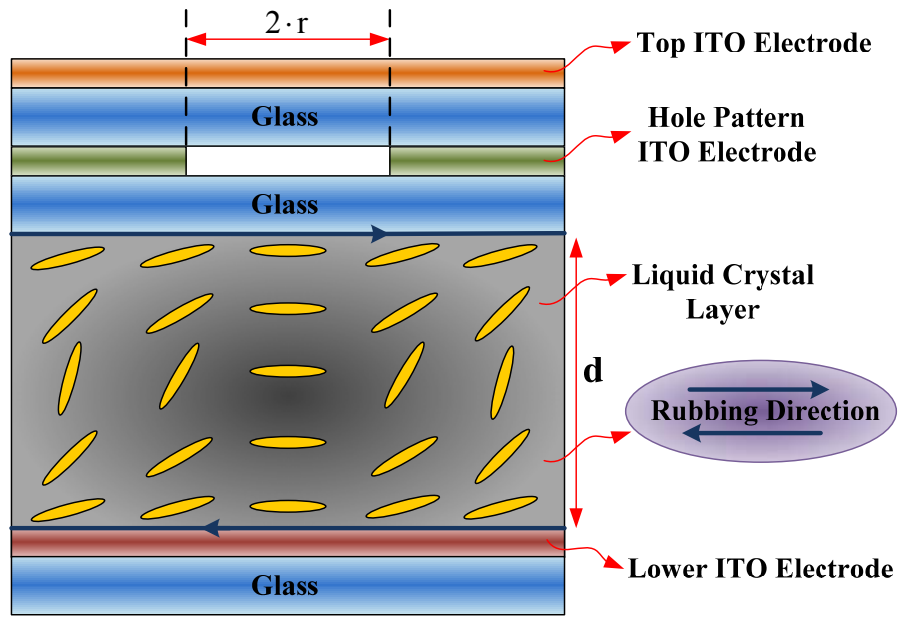 2·r
Top ITO Electrode
Glass
Hole Pattern
ITO Electrode
Glass
Liquid Crystal
Layer
d
Rubbing Direction
Lower ITO Electrode
Glass